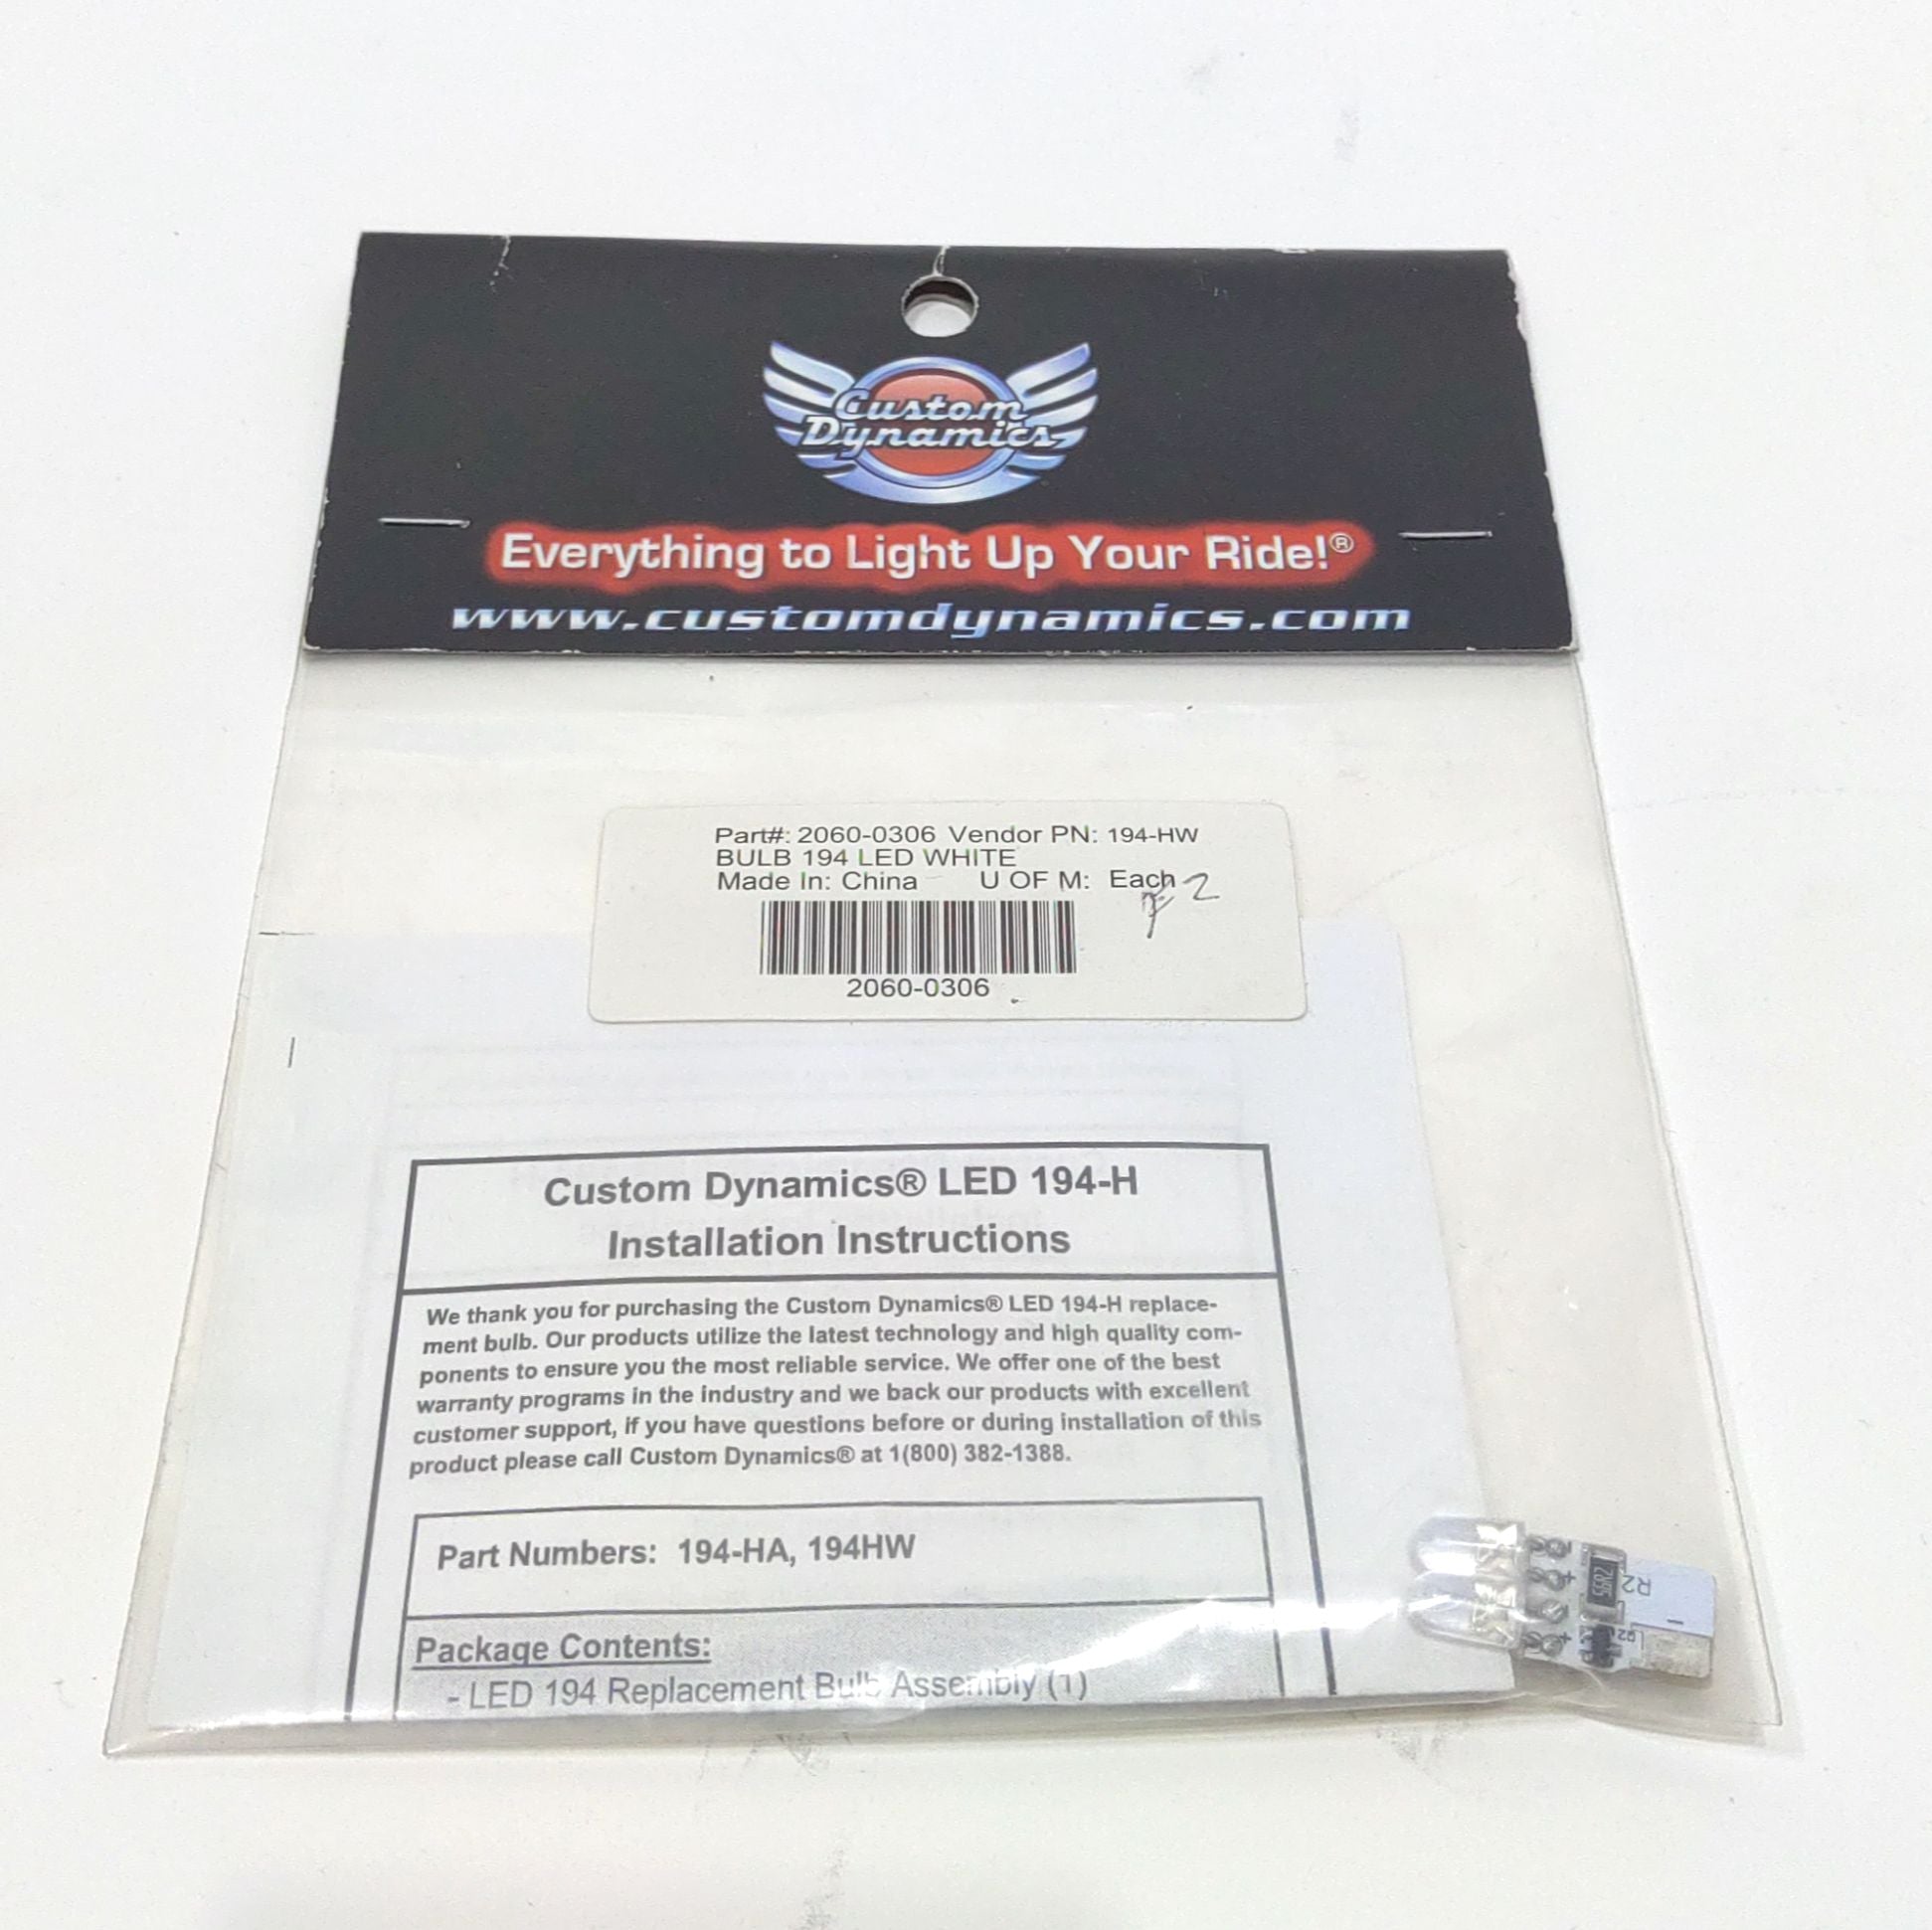 Custom
Dynamics
Everything to Light Up Your Ride!®
www.customdynamics.com
Part#: 2060-0306 Vendor PN: 194-HW
BULB 194 LED WHITE
Made In: China U OF M: Each
2
2060-0306
Custom Dynamics® LED 194-H
Installation Instructions
We thank you for purchasing the Custom Dynamics® LED 194-H replace-
ment bulb. Our products utilize the latest technology and high quality com-
ponents to ensure you the most reliable service. We offer one of the best
warranty programs in the industry and we back our products with excellent
customer support, if you have questions before or during installation of this
product please call Custom Dynamics® at 1(800) 382-1388.
Part Numbers: 194-HA, 194HW
Package Contents:
- LED 194 Replacement Bulb Assembly (1)
R2